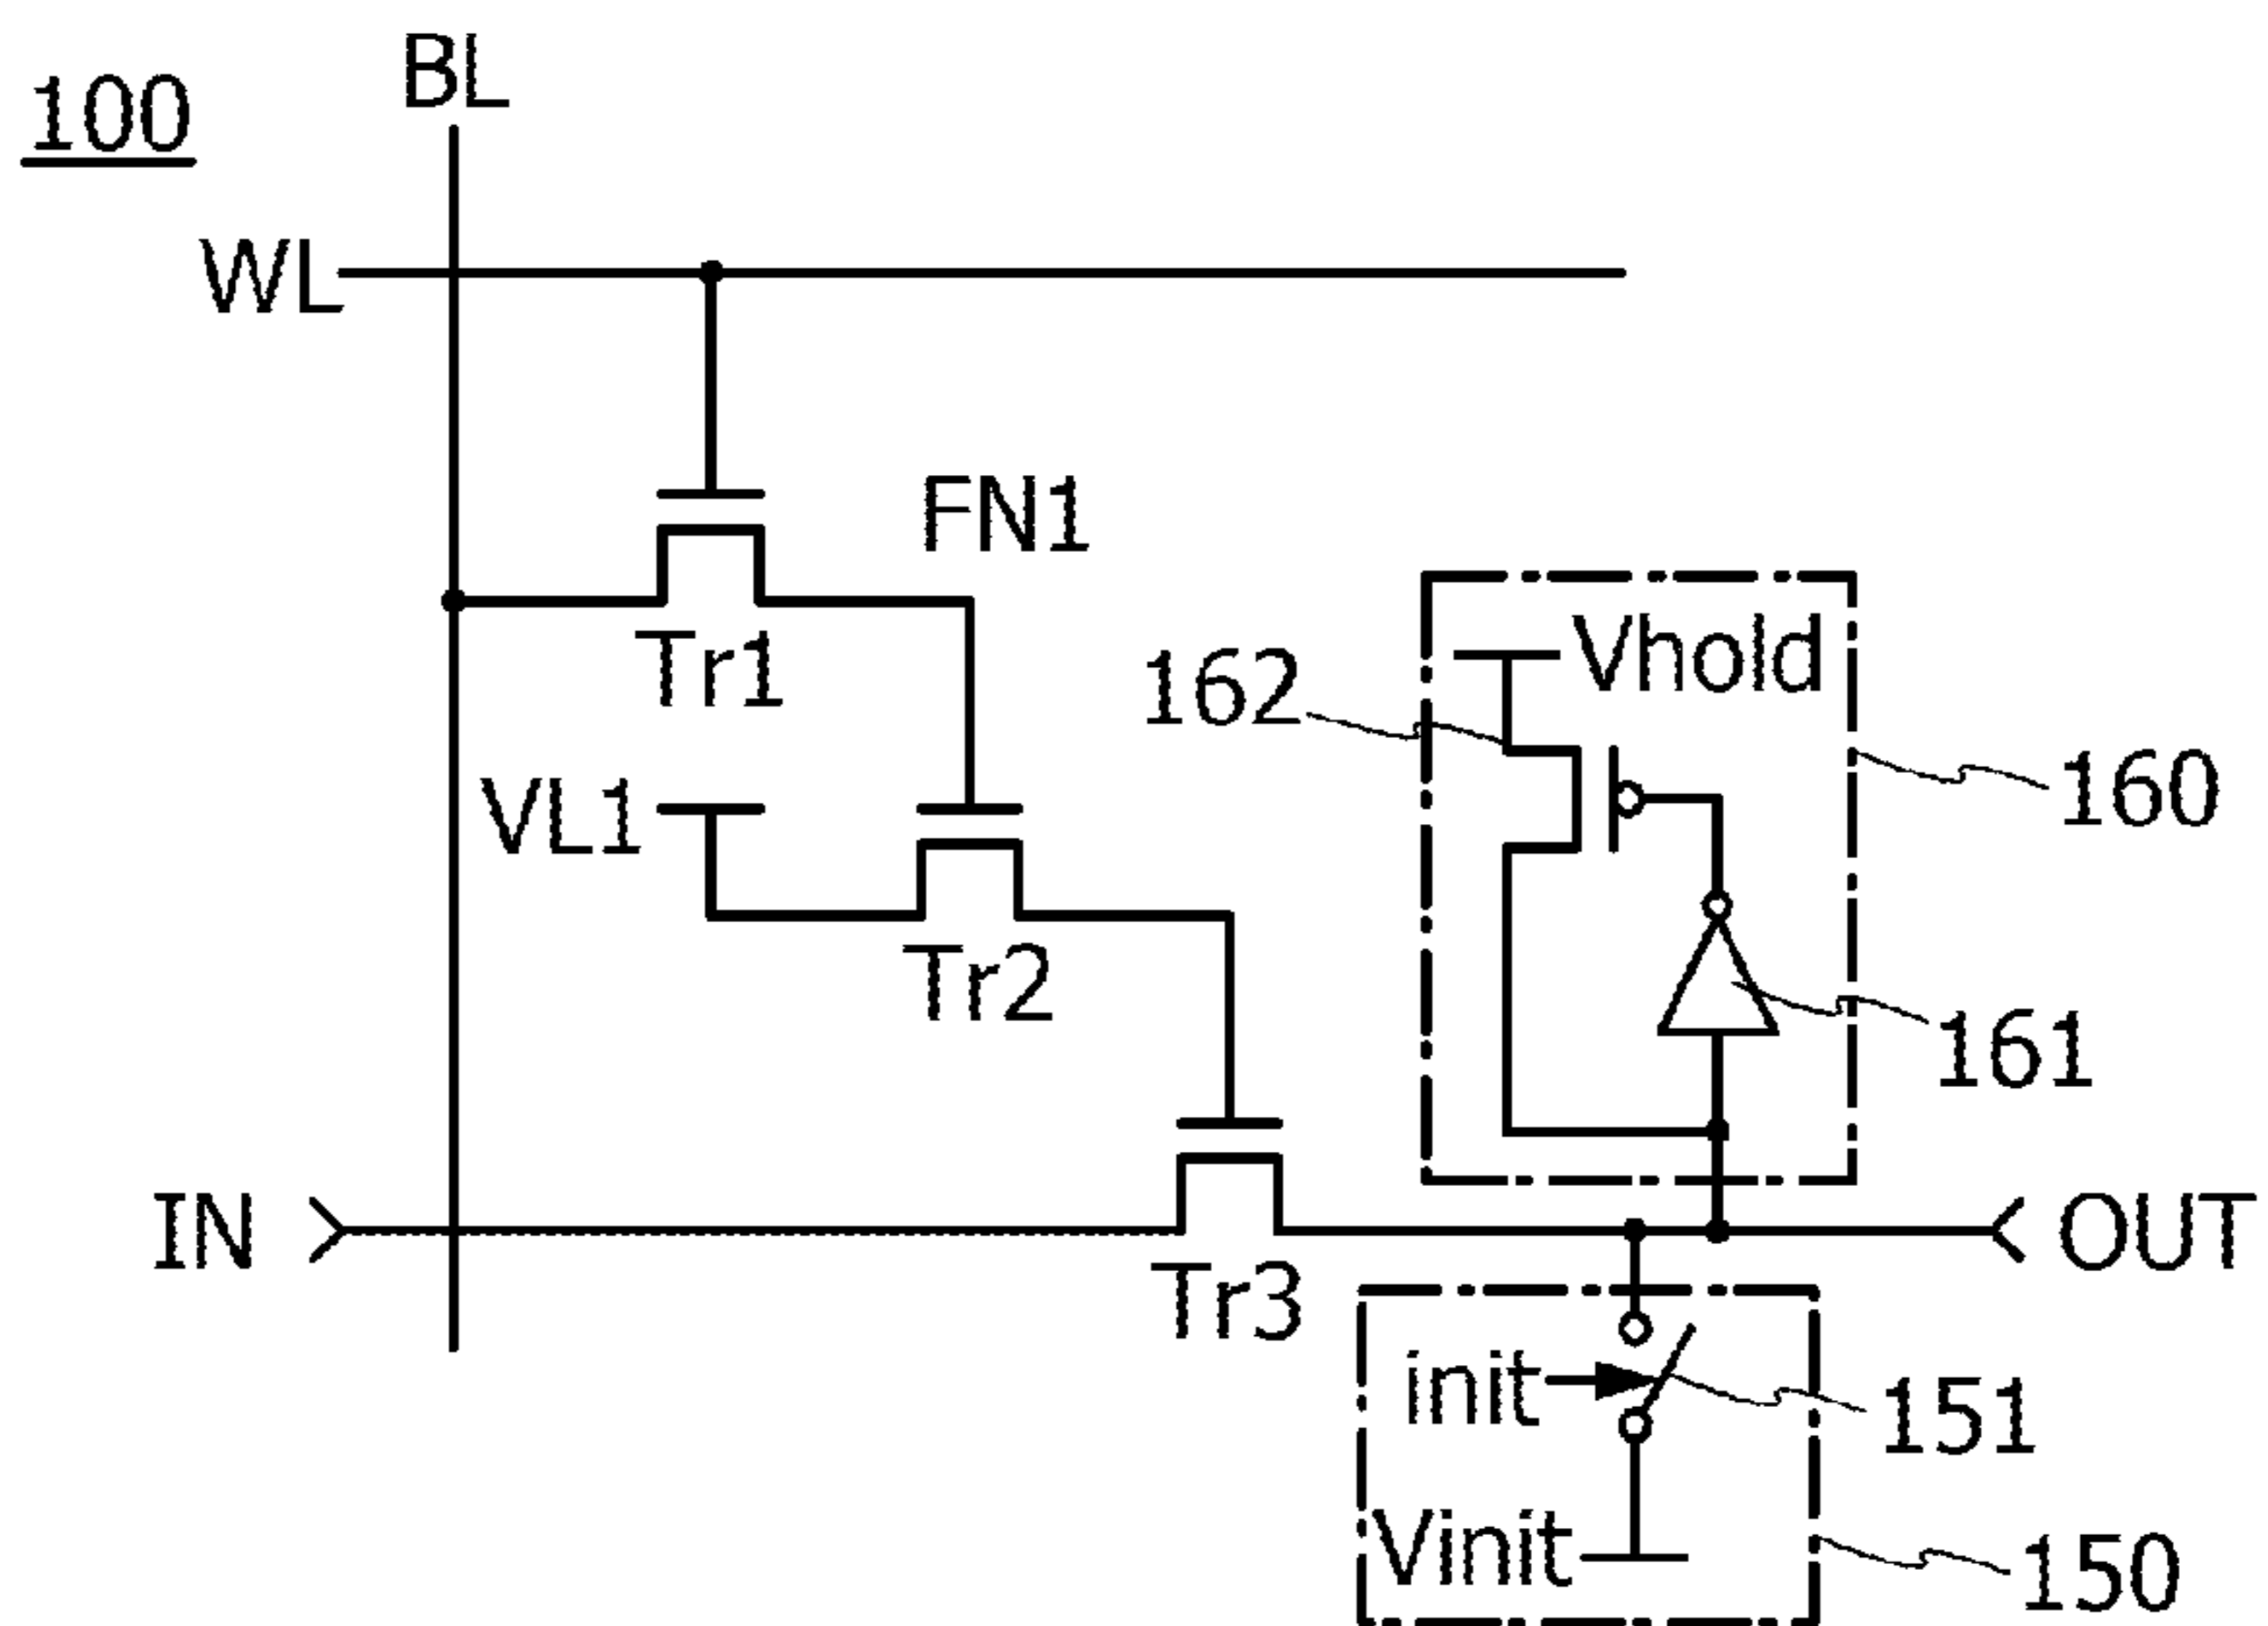 BL
100
WL
FN1
Tr1
Vhold
162
160
VL1
Tr2
161
IN
OUT
Tr3
init
151
Vinit
150